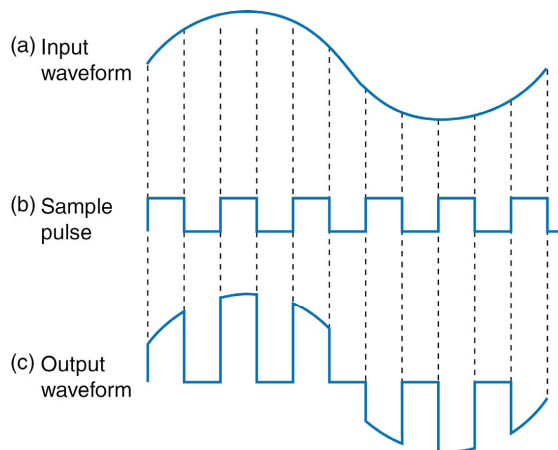 (a) Input
waveform
(b) Sample
pulse
(c) Output
waveform